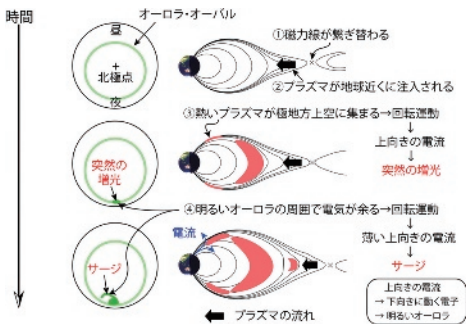 時間
オーロラ・オーバル
昼
+
北極点
夜
①磁力線が繋ぎ替わる
②プラズマが地球近くに注入される
③熱いプラズマが極地方上空に集まる→回転運動
↓
上向きの電流
↓
突然の増光
突然の
増光
④明るいオーロラの周囲で電気が余る→回転運動
↓
薄い上向きの電流
↓
サージ
電流
サージ
上向きの電流
→下向きに動く電子
→明るいオーロラ
プラズマの流れ